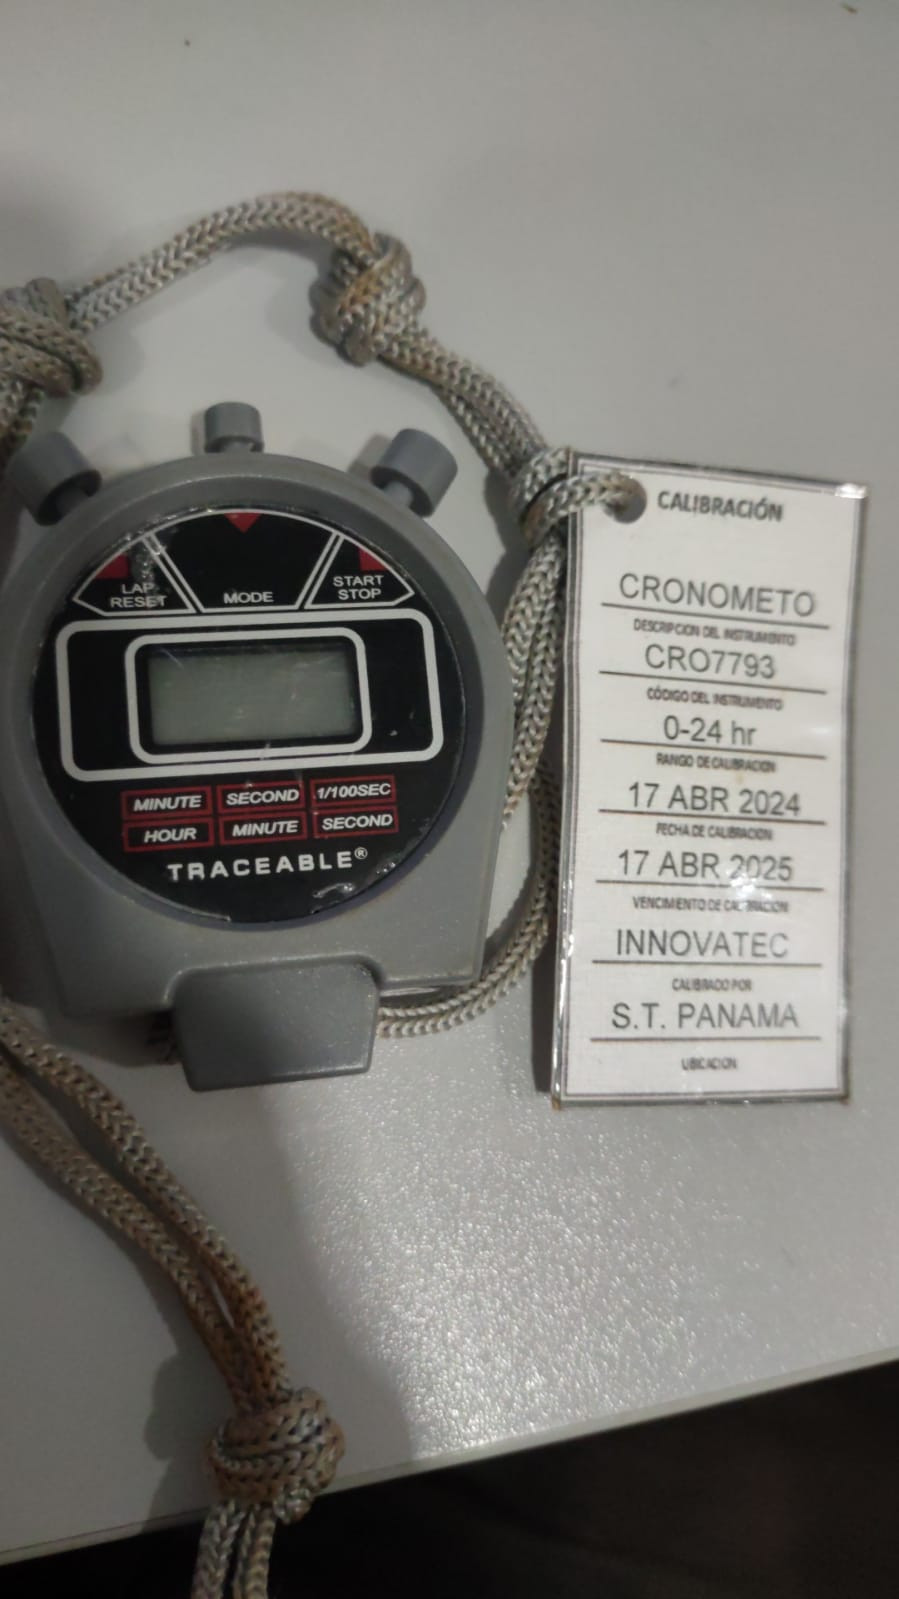 LAP
RESET
MODE
START
STOP
MINUTE SECOND 1/100SEC
HOUR MINUTE SECOND
TRACEABLE®
CALIBRACIÓN
CRONOMETO
DESCRIPCION DEL INSTRUMENTO
CRO7793
CÓDIGO DEL INSTRUMENTO
0-24 hr
RANGO DE CALIBRACION
17 ABR 2024
FECHA DE CALIBRACION
17 ABR 2025
VENCIMENTO DE CALIBRACION
INNOVATEC
CALIBRADO POR
S.T. PANAMA
UBICACION